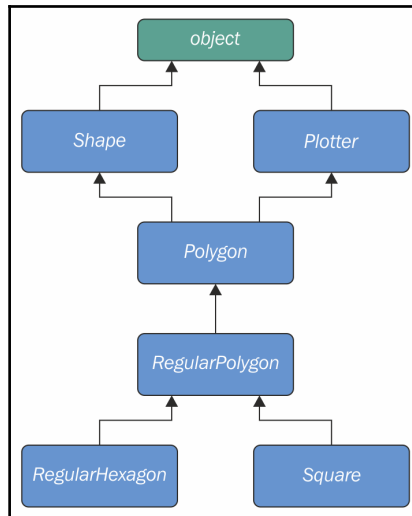 object
Shape
Plotter
Polygon
RegularPolygon
RegularHexagon
Square